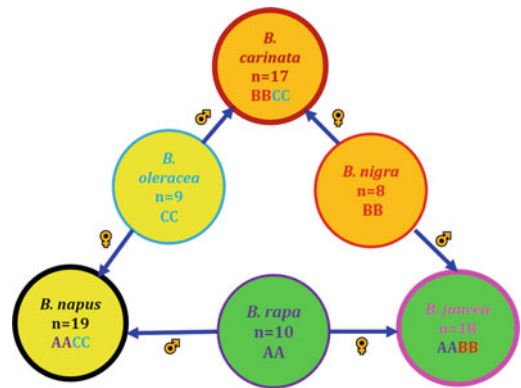 B.
carinata
n=17
BBCC
♂
♀
B.
oleracea
n=9
CC
B. nigra
n=8
BB
♀
♂
B. napus
n=19
AACC
♂
B. rapa
n=10
AA
♀
B. juncea
n=18
AABB